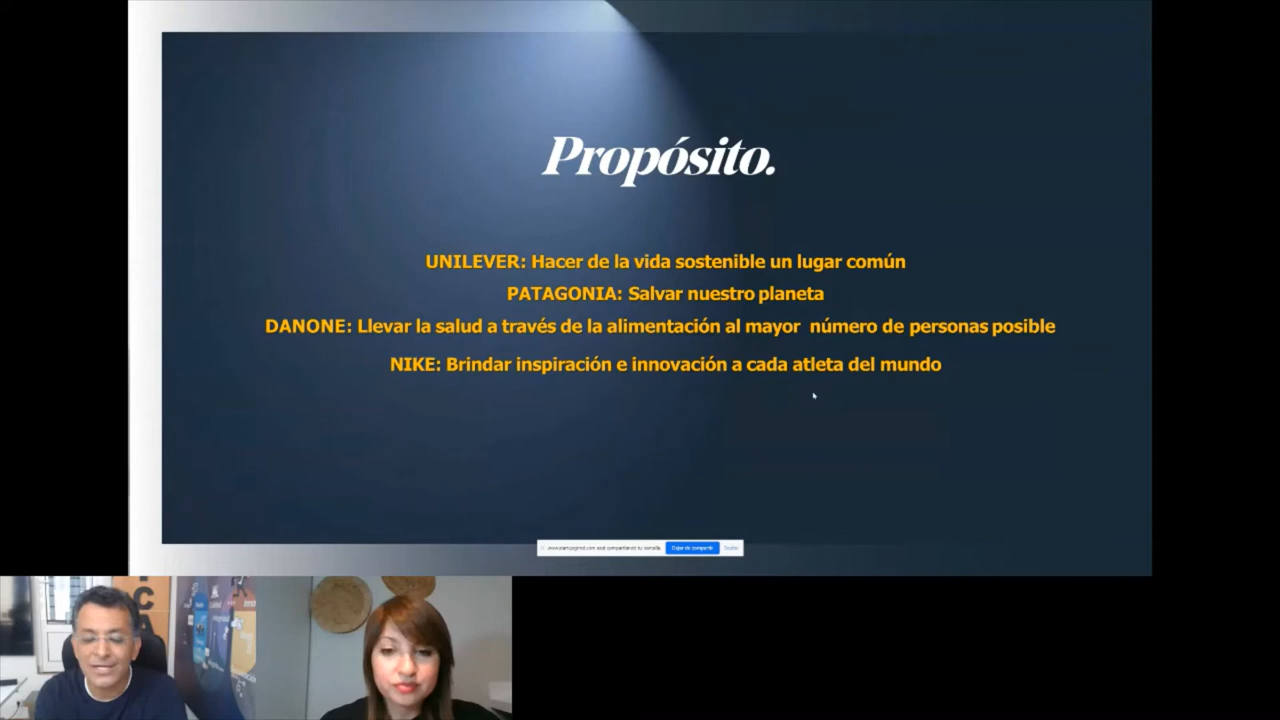 Propósito.
UNILEVER: Hacer de la vida sostenible un lugar común
PATAGONIA: Salvar nuestro planeta
DANONE: Llevar la salud a través de la alimentación al mayor número de personas posible
NIKE: Brindar inspiración e innovación a cada atleta del mundo
Dejar de compartir
C
A